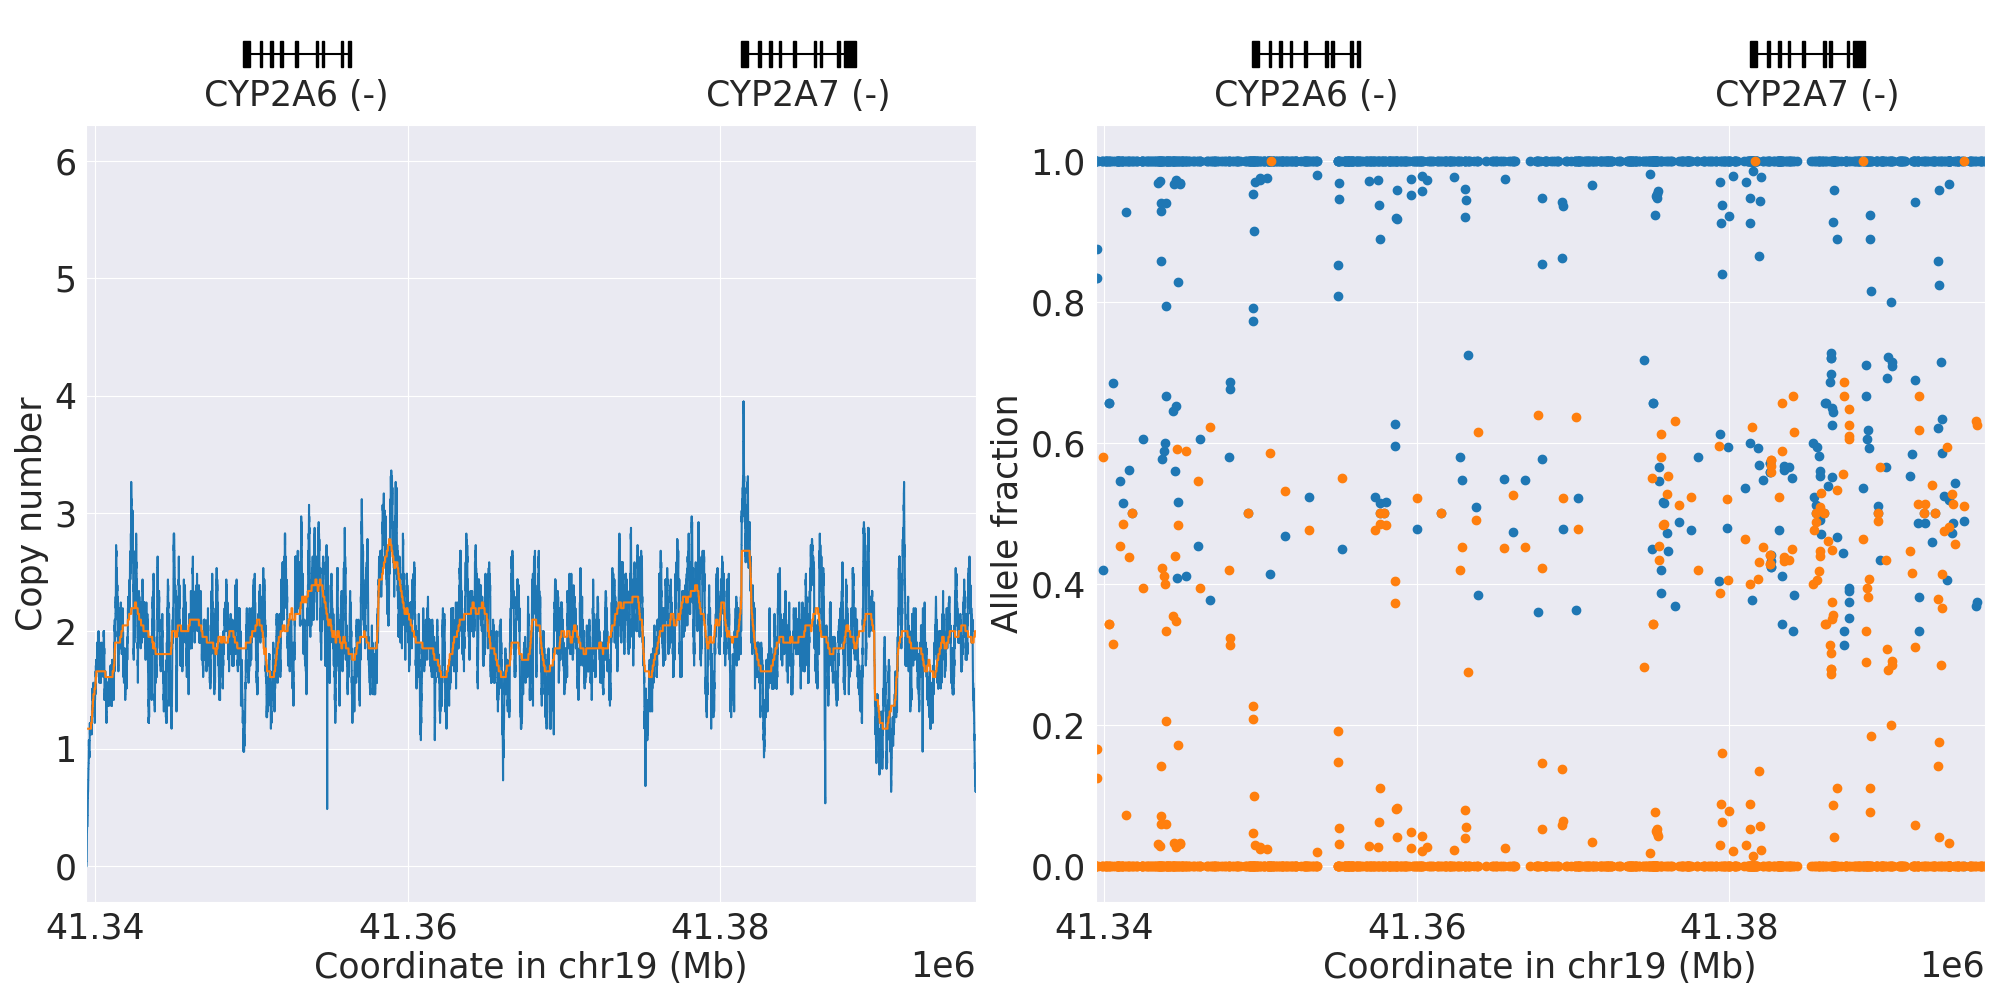 CYP2A6 (-)
CYP2A7 (-)
6
5
4
3
2
1
0
Copy number
41.34
41.36
41.38
Coordinate in chr19 (Mb)
1e6
CYP2A6 (-)
CYP2A7 (-)
1.0
0.8
0.6
0.4
0.2
0.0
Allele fraction
41.34
41.36
41.38
Coordinate in chr19 (Mb)
1e6